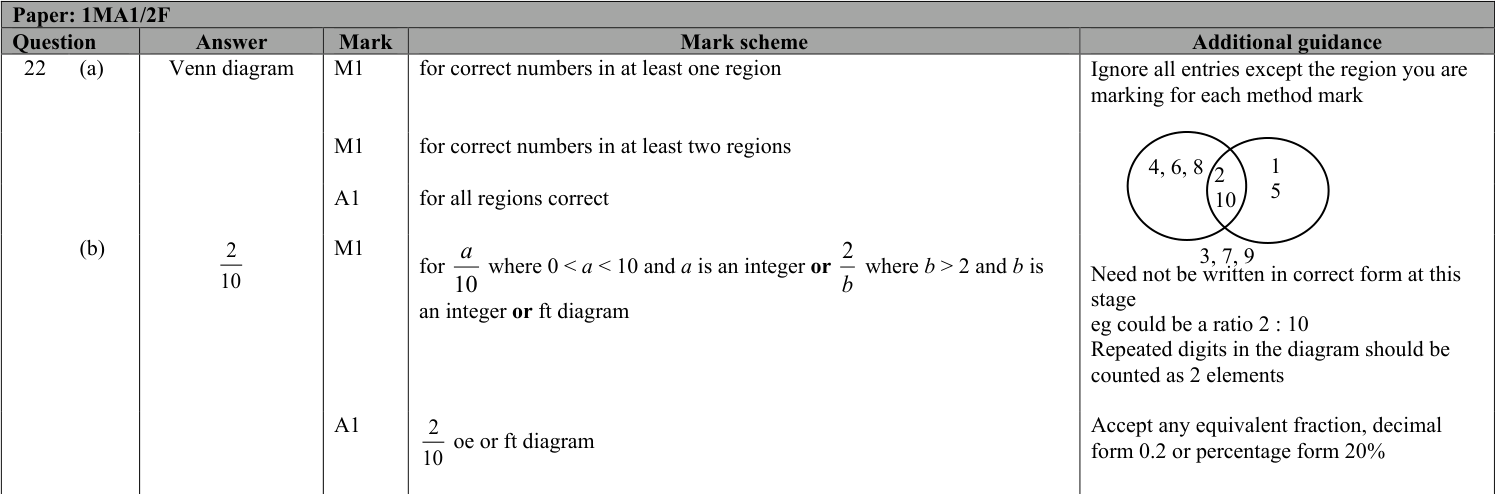 Paper: 1MA1/2F
Question Answer Mark Mark scheme Additional guidance
22 (a) Venn diagram M1 for correct numbers in at least one region Ignore all entries except the region you are
marking for each method mark
M1 for correct numbers in at least two regions
4, 6, 8 2 1
10 5
A1 for all regions correct
3, 7, 9
(b) 2/10 M1 for a/10 where 0 < a < 10 and a is an integer or 2/b where b > 2 and b is
an integer or ft diagram
Need not be written in correct form at this
stage
eg could be a ratio 2 : 10
Repeated digits in the diagram should be
counted as 2 elements
A1 2/10 oe or ft diagram Accept any equivalent fraction, decimal
form 0.2 or percentage form 20%